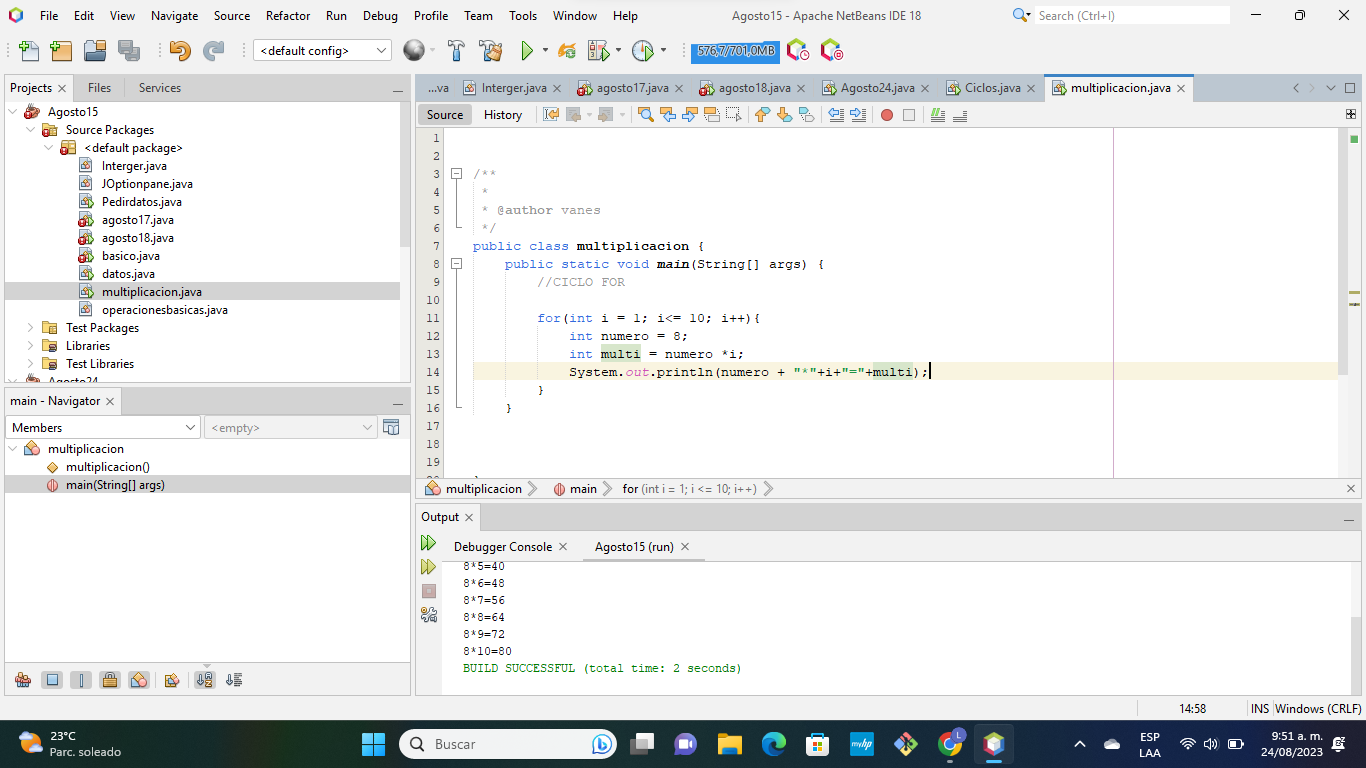 File Edit View Navigate Source Refactor Run Debug Profile Team Tools Window Help
Agosto15 - Apache NetBeans IDE 18
Search (Ctrl+I)
<default config>
576,7/701,0MB
Projects Files Services
Agosto15
Source Packages
<default package>
Interger.java
JOptionpane.java
Pedirdatos.java
agosto17.java
agosto18.java
basico.java
datos.java
multiplicacion.java
operacionesbasicas.java
Test Packages
Libraries
Test Libraries
Agosto24
main - Navigator
Members
<empty>
multiplicacion
multiplicacion()
main(String[] args)
...va Interger.java agosto17.java agosto18.java Agosto24.java Ciclos.java multiplicacion.java
Source History
1
2
3 /**
4 *
5 * @author vanes
6 */
7 public class multiplicacion {
8 public static void main(String[] args) {
9 //CICLO FOR
10
11 for(int i = 1; i<= 10; i++){
12 int numero = 8;
13 int multi = numero *i;
14 System.out.println(numero + "*"+i+"="+multi);
15 }
16 }
17
18
19
multiplicacion main for (int i = 1; i <= 10; i++)
Output
Debugger Console Agosto15 (run)
8*5=40
8*6=48
8*7=56
8*8=64
8*9=72
8*10=80
BUILD SUCCESSFUL (total time: 2 seconds)
14:58 INS Windows (CRLF)
23°C
Parc. soleado
Buscar
myhp
L
ESP
LAA
9:51 a. m.
24/08/2023